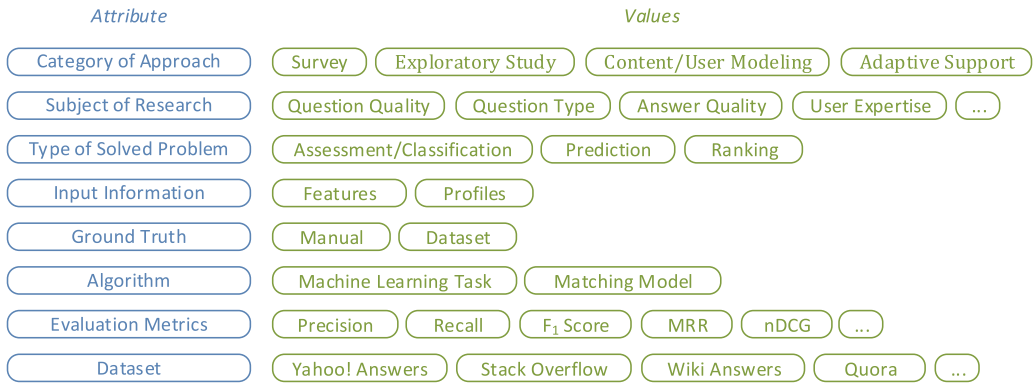 Attribute Values
Category of Approach Survey Exploratory Study Content/User Modeling Adaptive Support
Subject of Research Question Quality Question Type Answer Quality User Expertise ...
Type of Solved Problem Assessment/Classification Prediction Ranking
Input Information Features Profiles
Ground Truth Manual Dataset
Algorithm Machine Learning Task Matching Model
Evaluation Metrics Precision Recall F₁ Score MRR nDCG ...
Dataset Yahoo! Answers Stack Overflow Wiki Answers Quora ...